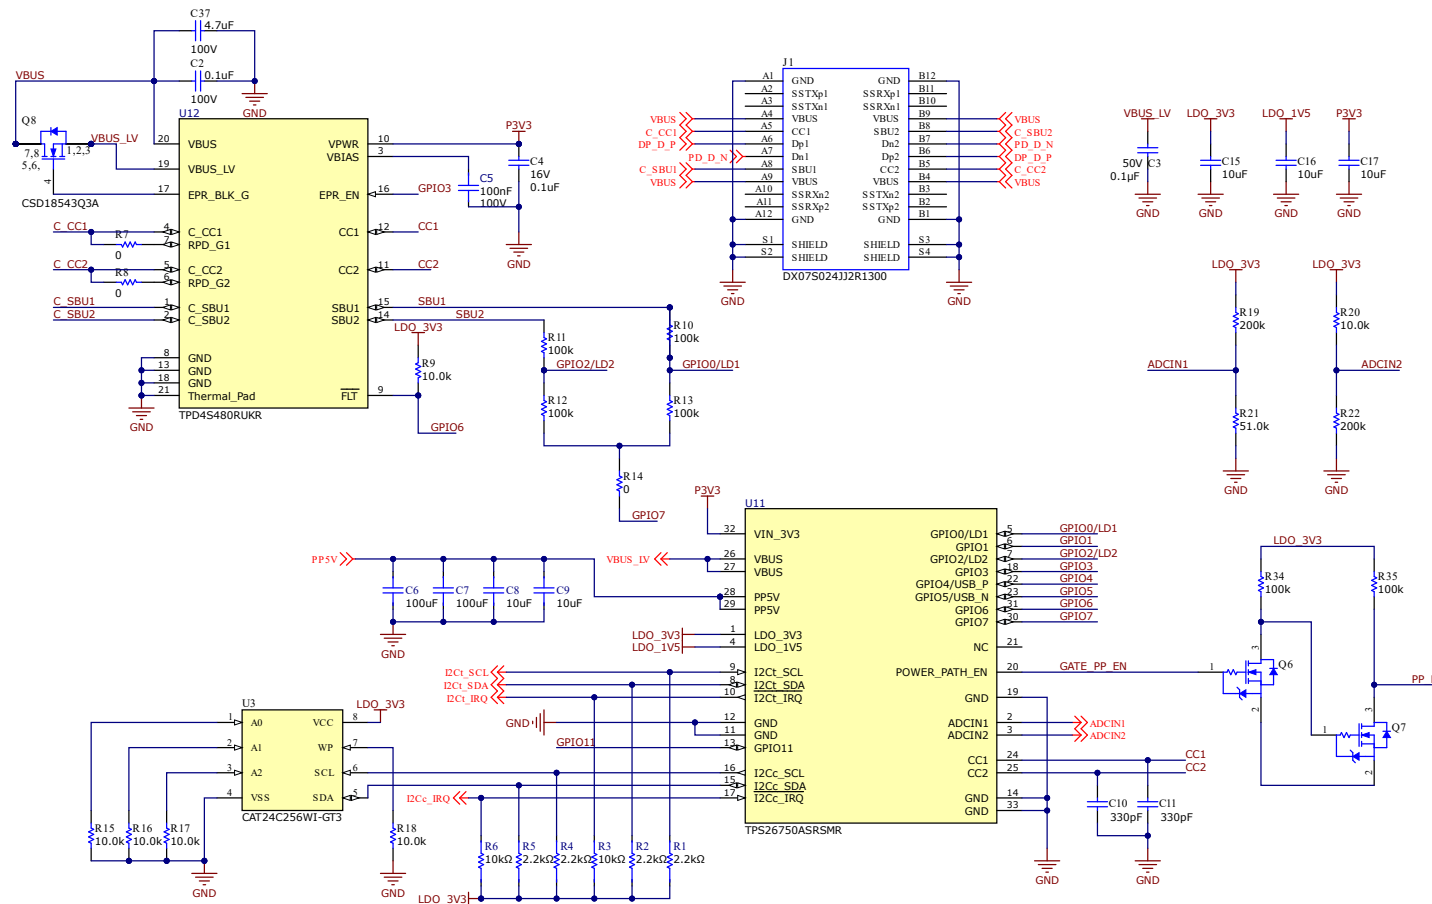 C37
4.7uF
100V
C2
0.1uF
100V
GND
VBUS
Q8
VBUS_LV
7,8
5,6,
1,2,3
4
CSD18543Q3A
U12
20 VBUS VPWR 10
VBIAS 3
19 VBUS_LV
17 EPR_BLK_G EPR_EN 16
4 C_CC1 CC1 12
7 RPD_G1
5 C_CC2 CC2 11
6 RPD_G2
1 C_SBU1 SBU1 15
2 C_SBU2 SBU2 14
8 GND
13 GND
18 GND
21 Thermal_Pad FLT 9
TPD4S480RUKR
C_CC1
R7
0
C_CC2
R8
0
C_SBU1
C_SBU2
GND
P3V3
C4
16V
0.1uF
C5
100nF
100V
GPIO3
GND
CC1
CC2
SBU1
SBU2
LDO_3V3
R9
10.0k
GPIO6
R11
100k
R10
100k
GPIO2/LD2
GPIO0/LD1
R12
100k
R13
100k
R14
0
GPIO7
J1
A1 GND GND B12
A2 SSTXp1 SSRXp1 B11
A3 SSTXn1 SSRXn1 B10
VBUS A4 VBUS VBUS B9 VBUS
C_CC1 A5 CC1 SBU2 B8 C_SBU2
DP_D_P A6 Dp1 Dn2 B7 PD_D_N
PD_D_N A7 Dn1 Dp2 B6 DP_D_P
C_SBU1 A8 SBU1 CC2 B5 C_CC2
VBUS A9 VBUS VBUS B4 VBUS
A10 SSRXn2 SSTXn2 B3
A11 SSRXp2 SSTXp2 B2
A12 GND GND B1
S1 SHIELD SHIELD S3
S2 SHIELD SHIELD S4
DX07S024JJ2R1300
GND
GND
VBUS_LV
50V C3
0.1µF
GND
LDO_3V3
C15
10uF
GND
LDO_1V5
C16
10uF
GND
P3V3
C17
10uF
GND
LDO_3V3
R19
200k
ADCIN1
R21
51.0k
GND
LDO_3V3
R20
10.0k
ADCIN2
R22
200k
GND
PP5V
C6
100uF
C7
100uF
C8
10uF
C9
10uF
GND
P3V3
VBUS_LV
LDO_3V3
LDO_1V5
I2Ct_SCL
I2Ct_SDA
I2Ct_IRQ
GND
GPIO11
I2Cc_IRQ
U11
32 VIN_3V3 GPIO0/LD1 5 GPIO0/LD1
GPIO1 6 GPIO1
26 VBUS GPIO2/LD2 7 GPIO2/LD2
27 VBUS GPIO3 18 GPIO3
GPIO4/USB_P 22 GPIO4
28 PP5V GPIO5/USB_N 23 GPIO5
29 PP5V GPIO6 31 GPIO6
GPIO7 30 GPIO7
1 LDO_3V3
4 LDO_1V5 NC 21
9 I2Ct_SCL POWER_PATH_EN 20 GATE_PP_EN
8 I2Ct_SDA
10 I2Ct_IRQ GND 19
12 GND ADCIN1 2 ADCIN1
11 GND ADCIN2 3 ADCIN2
13 GPIO11
CC1 24 CC1
16 I2Cc_SCL CC2 25 CC2
15 I2Cc_SDA
17 I2Cc_IRQ GND 14
GND 33
TPS26750ASRSMR
C10
330pF
C11
330pF
GND
GND
U3
1 A0 VCC 8
2 A1 WP 7
3 A2 SCL 6
4 VSS SDA 5
CAT24C256WI-GT3
LDO_3V3
R15
10.0k
R16
10.0k
R17
10.0k
GND
R18
10.0k
GND
R6
10kΩ
R5
2.2kΩ
R4
2.2kΩ
R3
10kΩ
R2
2.2kΩ
R1
2.2kΩ
LDO_3V3
LDO_3V3
R34
100k
R35
100k
3
1
Q6
2
3
1
Q7
2